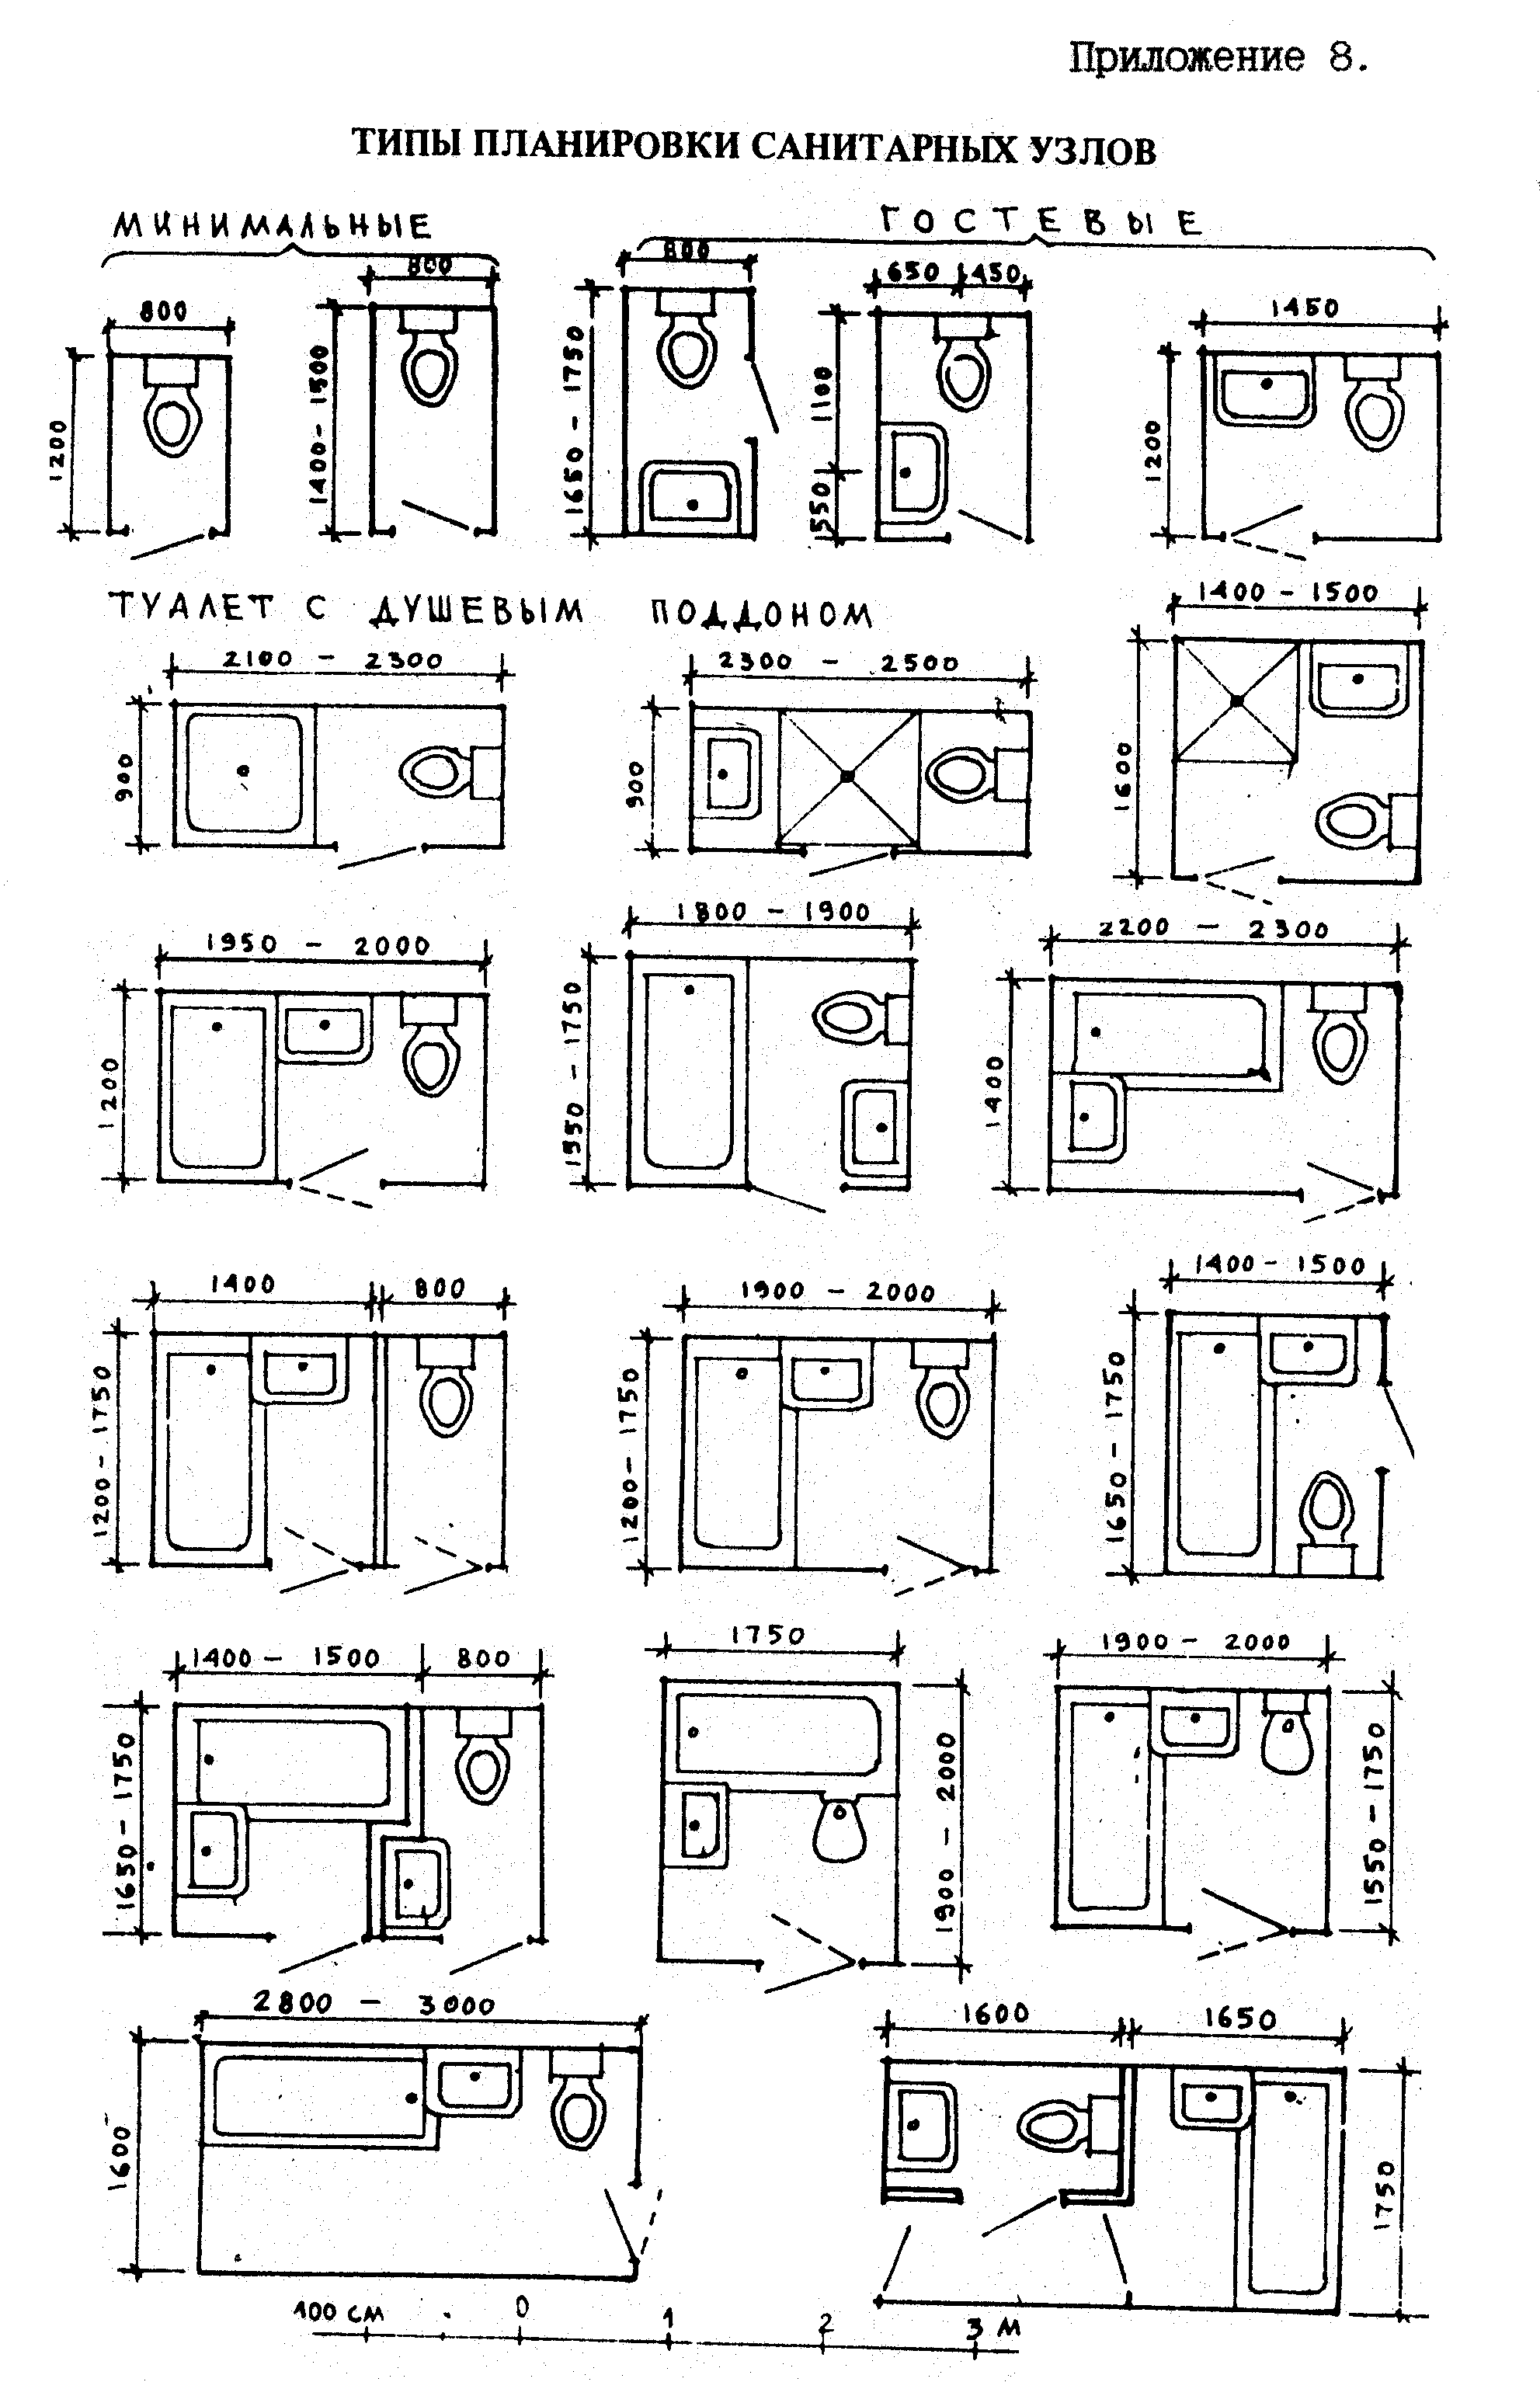 Приложение 8.
ТИПЫ ПЛАНИРОВКИ САНИТАРНЫХ УЗЛОВ
МИНИМАЛЬНЫЕ
ГОСТЕВЫЕ
800
1200
800
1400-1500
800
1650 - 1750
650 450
1100
550
1450
1200
ТУАЛЕТ С ДУШЕВЫМ ПОДДОНОМ
2100 - 2300
900
2300 - 2500
900
1400 - 1500
1600
1950 - 2000
1200
1800 - 1900
1550 - 1750
2200 - 2300
1400
1400 800
1200-1750
1900 - 2000
1200-1750
1400-1500
1650-1750
1400 - 1500 800
1650-1750
1750
1900 - 2000
1900 - 2000
1550 - 1750
2800 - 3000
1600
1600 1650
1750
100 см 0 1 2 3 м